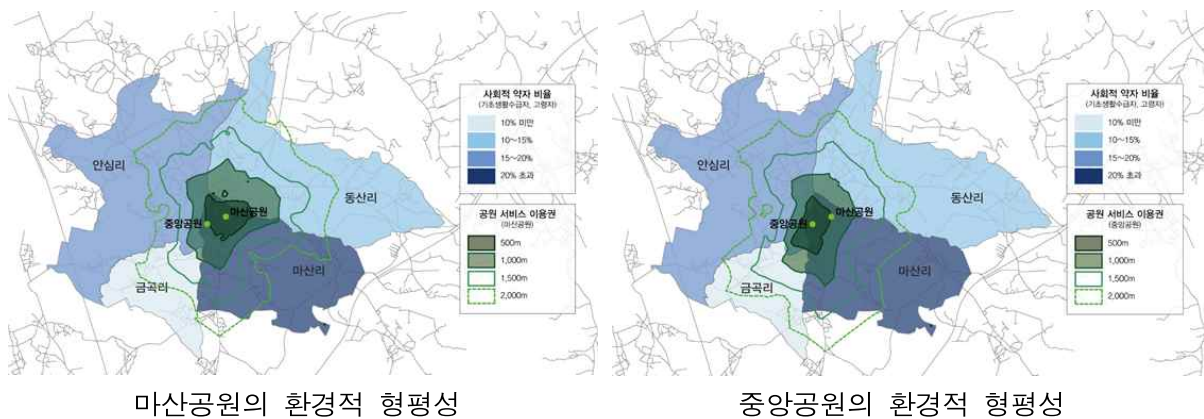 사회적 약자 비율
(기초생활수급자, 고령자)
10% 미만
10~15%
15~20%
20% 초과
안심리
동산리
마산공원
중앙공원
마산리
금곡리
공원 서비스 이용권
(마산공원)
500m
1,000m
1,500m
2,000m
마산공원의 환경적 형평성
사회적 약자 비율
(기초생활수급자, 고령자)
10% 미만
10~15%
15~20%
20% 초과
안심리
동산리
마산공원
중앙공원
마산리
금곡리
공원 서비스 이용권
(중앙공원)
500m
1,000m
1,500m
2,000m
중앙공원의 환경적 형평성